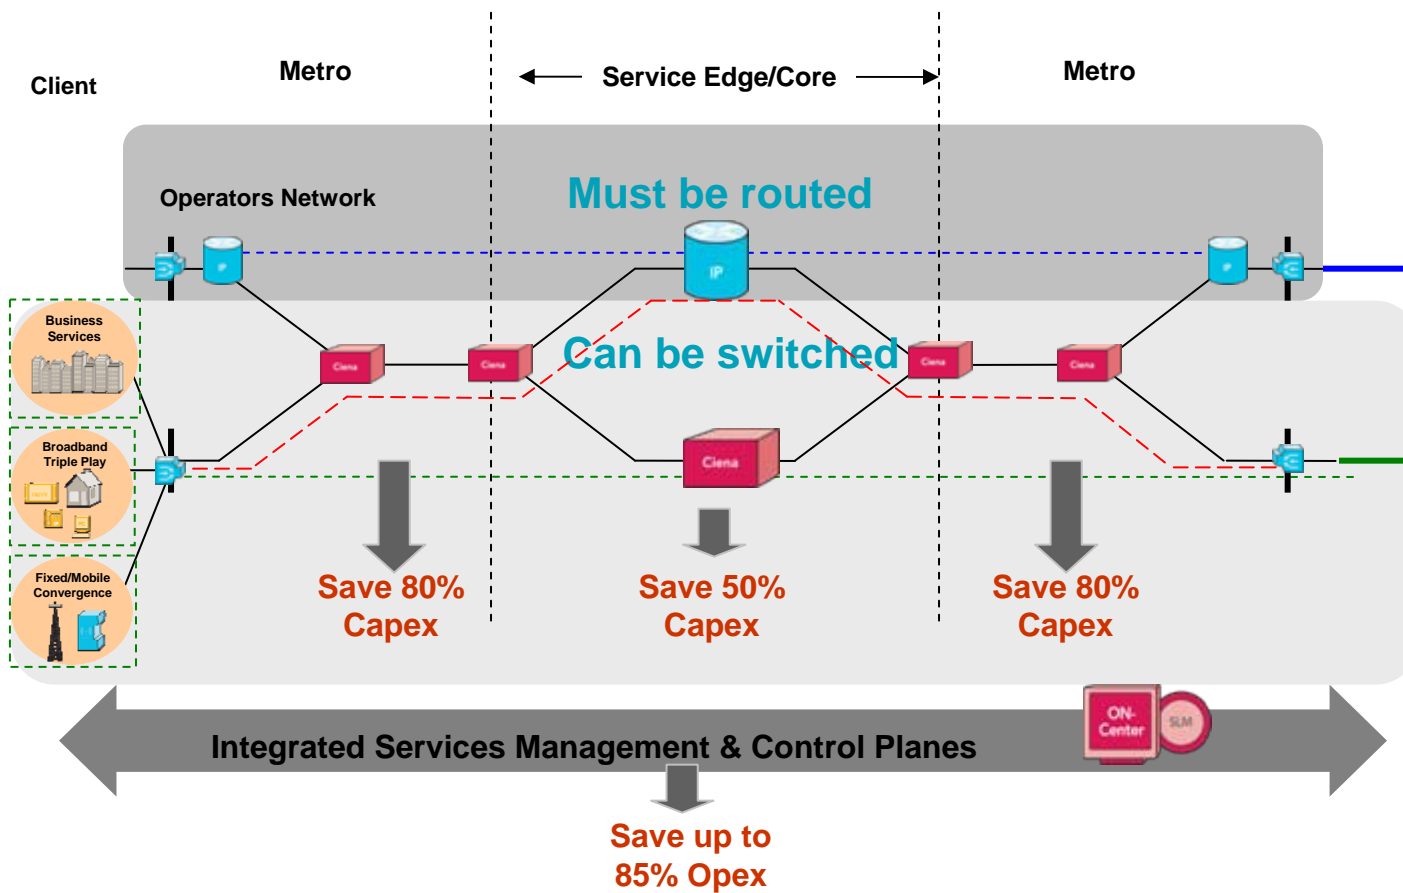 Client
Metro
Service Edge/Core
Metro
Operators Network
Must be routed
IP
IP
IP
Business
Services
Can be switched
Ciena
Ciena
Ciena
Ciena
Broadband
Triple Play
Ciena
Fixed/Mobile
Convergence
Save 80%
Capex
Save 50%
Capex
Save 80%
Capex
ON-
Center
SLM
Integrated Services Management & Control Planes
Save up to
85% Opex